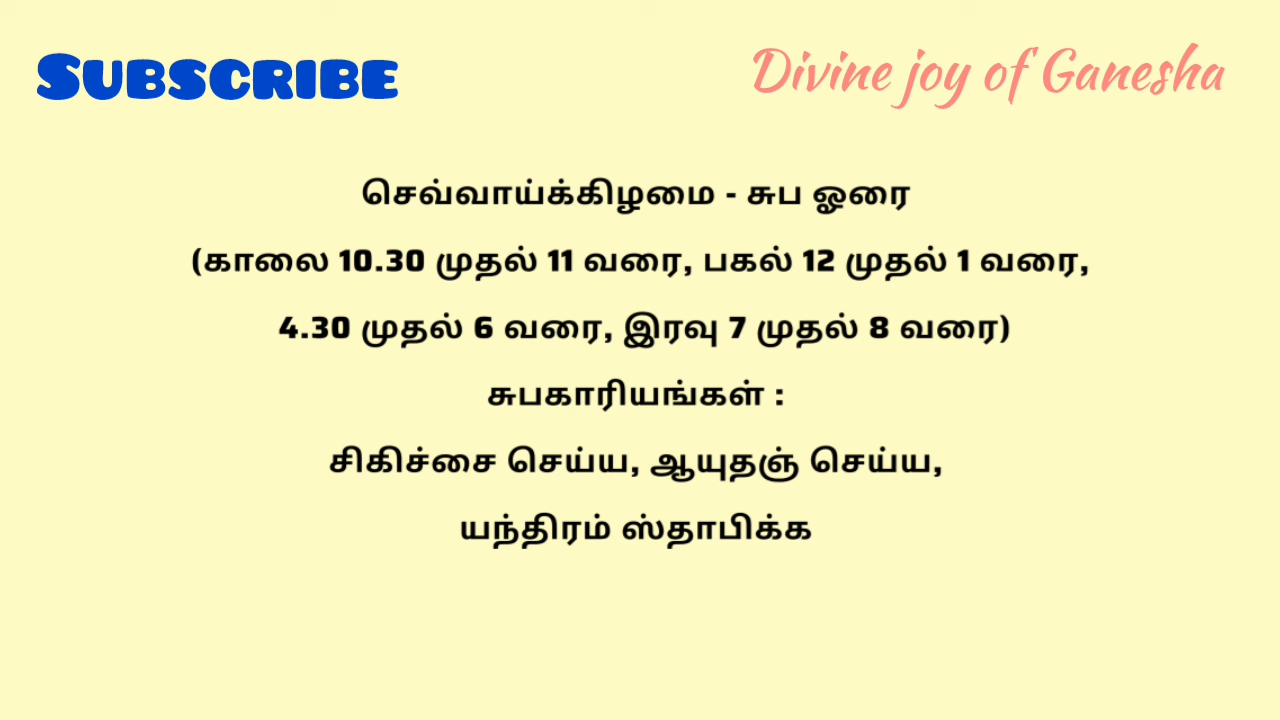 SUBSCRIBE
Divine joy of Ganesha
செவ்வாய்க்கிழமை - சுப ஓரை
(காலை 10.30 முதல் 11 வரை, பகல் 12 முதல் 1 வரை,
4.30 முதல் 6 வரை, இரவு 7 முதல் 8 வரை)
சுபகாரியங்கள் :
சிகிச்சை செய்ய, ஆயுதஞ் செய்ய,
யந்திரம் ஸ்தாபிக்க